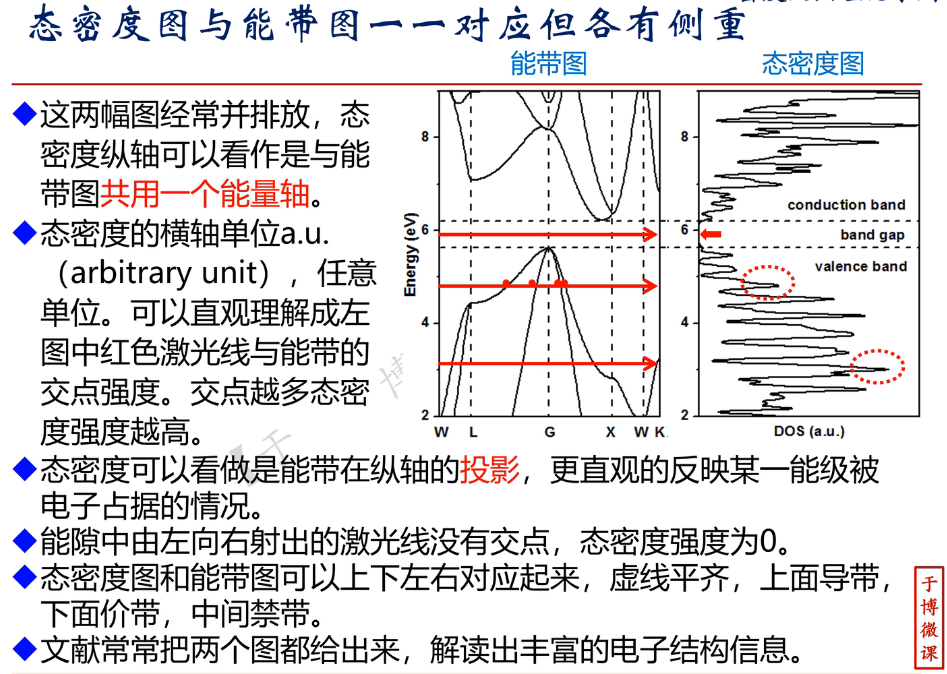 态密度图与能带图一一对应但各有侧重
能带图
态密度图
◆这两幅图经常并排放，态
密度纵轴可以看作是与能
带图共用一个能量轴。
◆态密度的横轴单位a.u.
（arbitrary unit），任意
单位。可以直观理解成左
图中红色激光线与能带的
交点强度。交点越多态密
度强度越高。
Energy (eV)
8
6
4
2
W L G X W K
8
6
4
2
conduction band
band gap
valence band
DOS (a.u.)
◆态密度可以看做是能带在纵轴的投影，更直观的反映某一能级被
电子占据的情况。
◆能隙中由左向右射出的激光线没有交点，态密度强度为0。
◆态密度图和能带图可以上下左右对应起来，虚线平齐，上面导带，
下面价带，中间禁带。
◆文献常常把两个图都给出来，解读出丰富的电子结构信息。
于
博
微
课
于
博